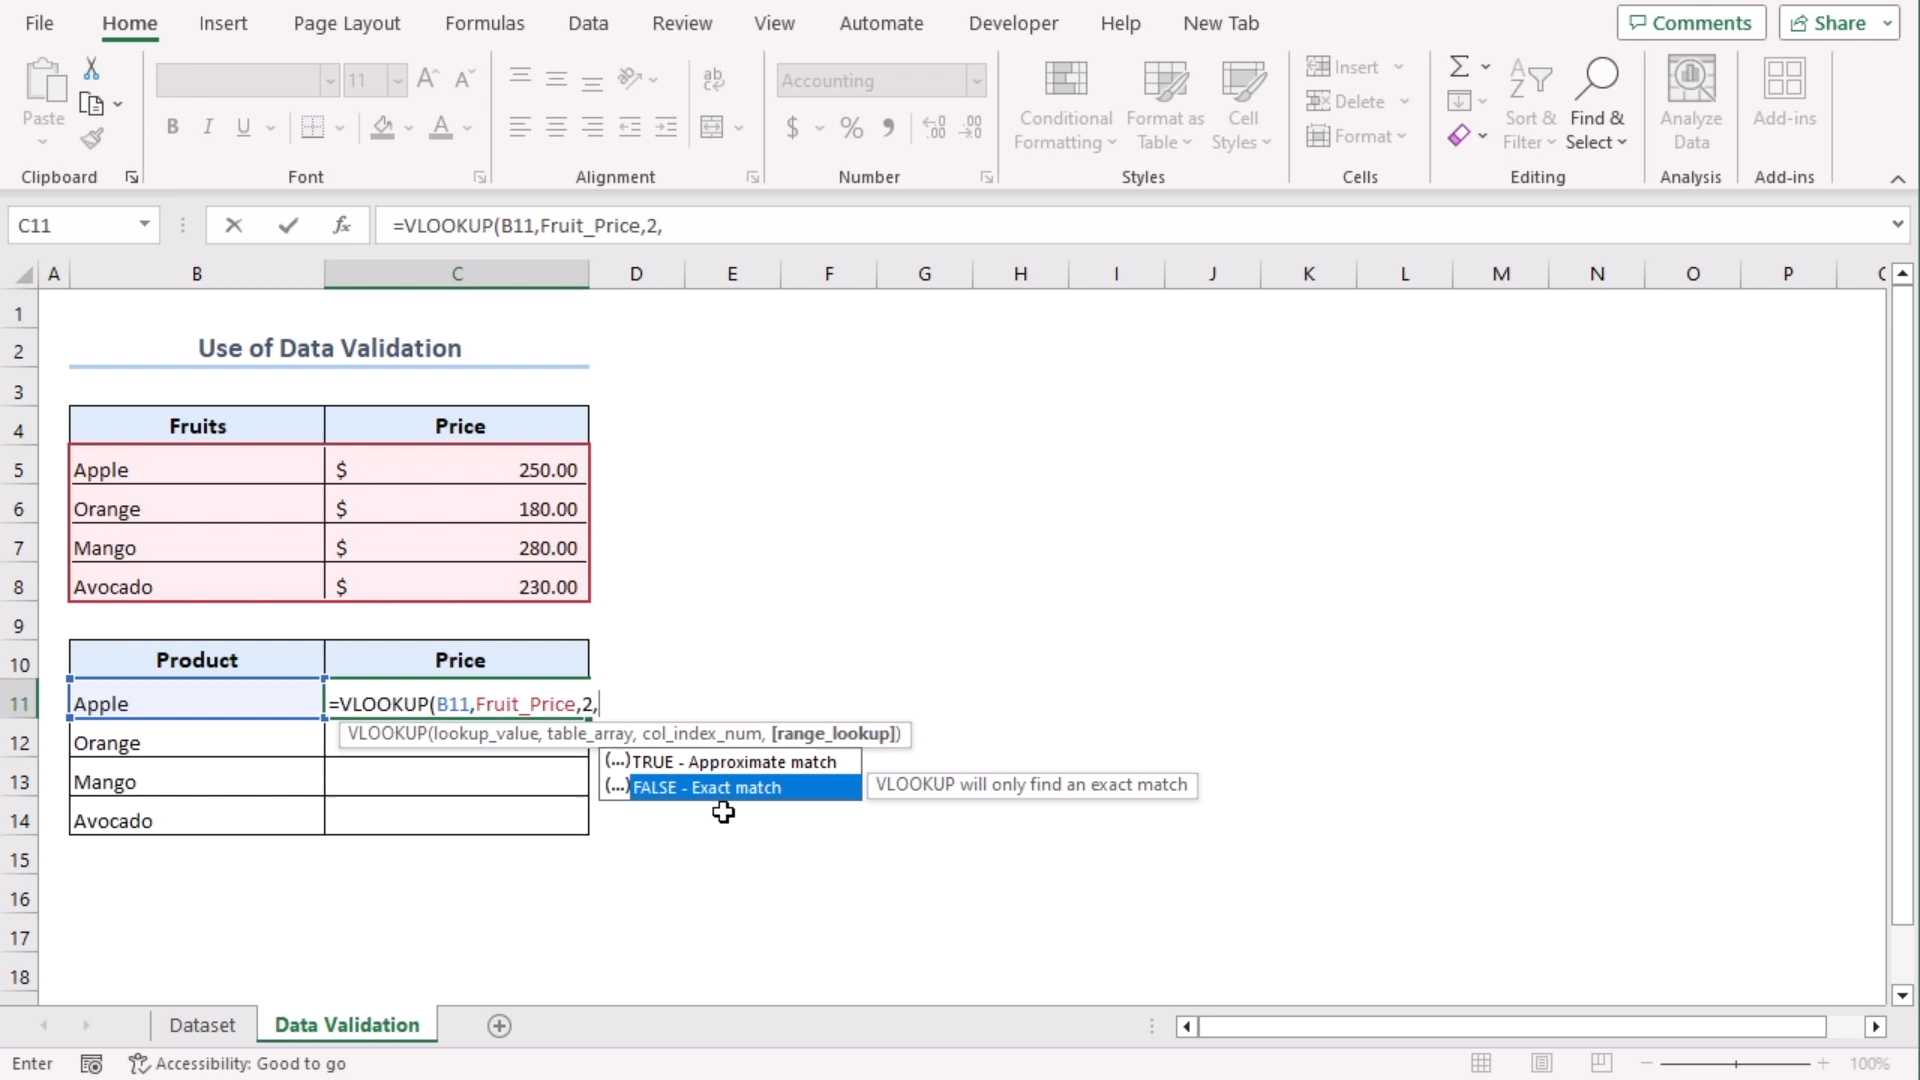 File Home Insert Page Layout Formulas Data Review View Automate Developer Help New Tab Comments Share
Paste
11
Accounting
Conditional Formatting
Format as Table
Cell Styles
Insert
Delete
Format
Sort & Filter
Find & Select
Analyze Data
Add-ins
Clipboard Font Alignment Number Styles Cells Editing Analysis Add-ins
C11 fx =VLOOKUP(B11,Fruit_Price,2,
A B C D E F G H I J K L M N O P
1
2 Use of Data Validation
3
4 Fruits Price
5 Apple $ 250.00
6 Orange $ 180.00
7 Mango $ 280.00
8 Avocado $ 230.00
9
10 Product Price
11 Apple =VLOOKUP(B11,Fruit_Price,2,
VLOOKUP(lookup_value, table_array, col_index_num, [range_lookup])
12 Orange
(...) TRUE - Approximate match
(...) FALSE - Exact match VLOOKUP will only find an exact match
13 Mango
14 Avocado
15
16
17
18
Dataset Data Validation
Enter Accessibility: Good to go 100%